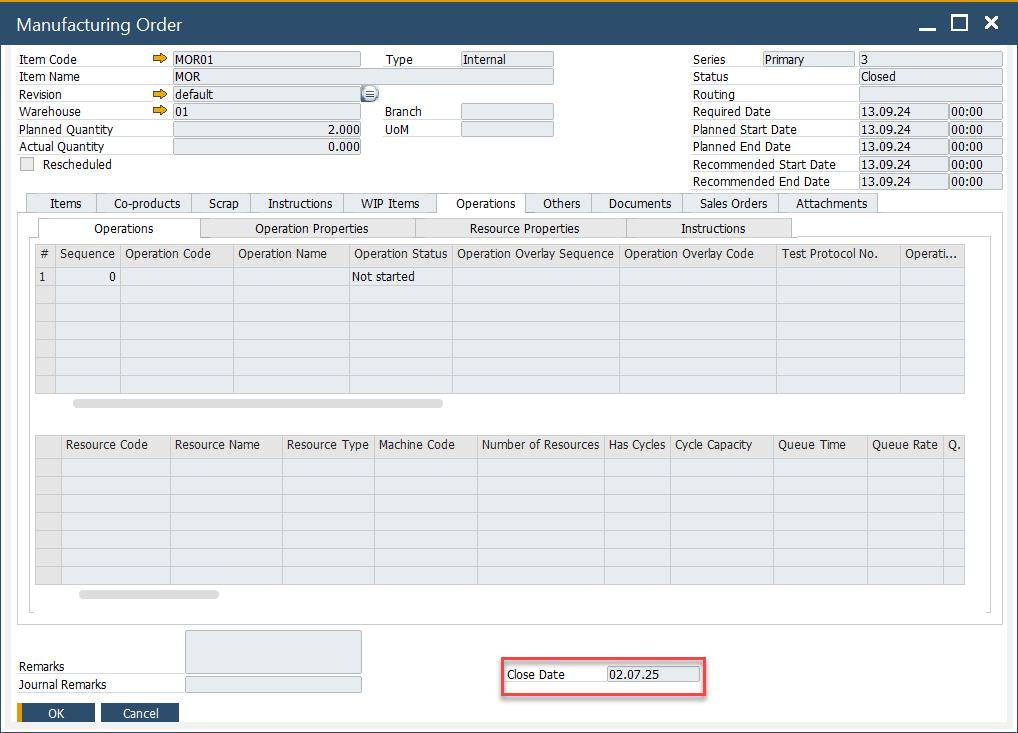 Manufacturing Order
Item Code MOR01 Type Internal Series Primary 3
Item Name MOR Status Closed
Revision default Routing
Warehouse 01 Branch Required Date 13.09.24 00:00
Planned Quantity 2.000 UoM Planned Start Date 13.09.24 00:00
Actual Quantity 0.000 Planned End Date 13.09.24 00:00
Rescheduled Recommended Start Date 13.09.24 00:00
Recommended End Date 13.09.24 00:00
Items Co-products Scrap Instructions WIP Items Operations Others Documents Sales Orders Attachments
Operations Operation Properties Resource Properties Instructions
# Sequence Operation Code Operation Name Operation Status Operation Overlay Sequence Operation Overlay Code Test Protocol No. Operati...
1 0 Not started
Resource Code Resource Name Resource Type Machine Code Number of Resources Has Cycles Cycle Capacity Queue Time Queue Rate Q.
Remarks
Close Date 02.07.25
Journal Remarks
OK Cancel